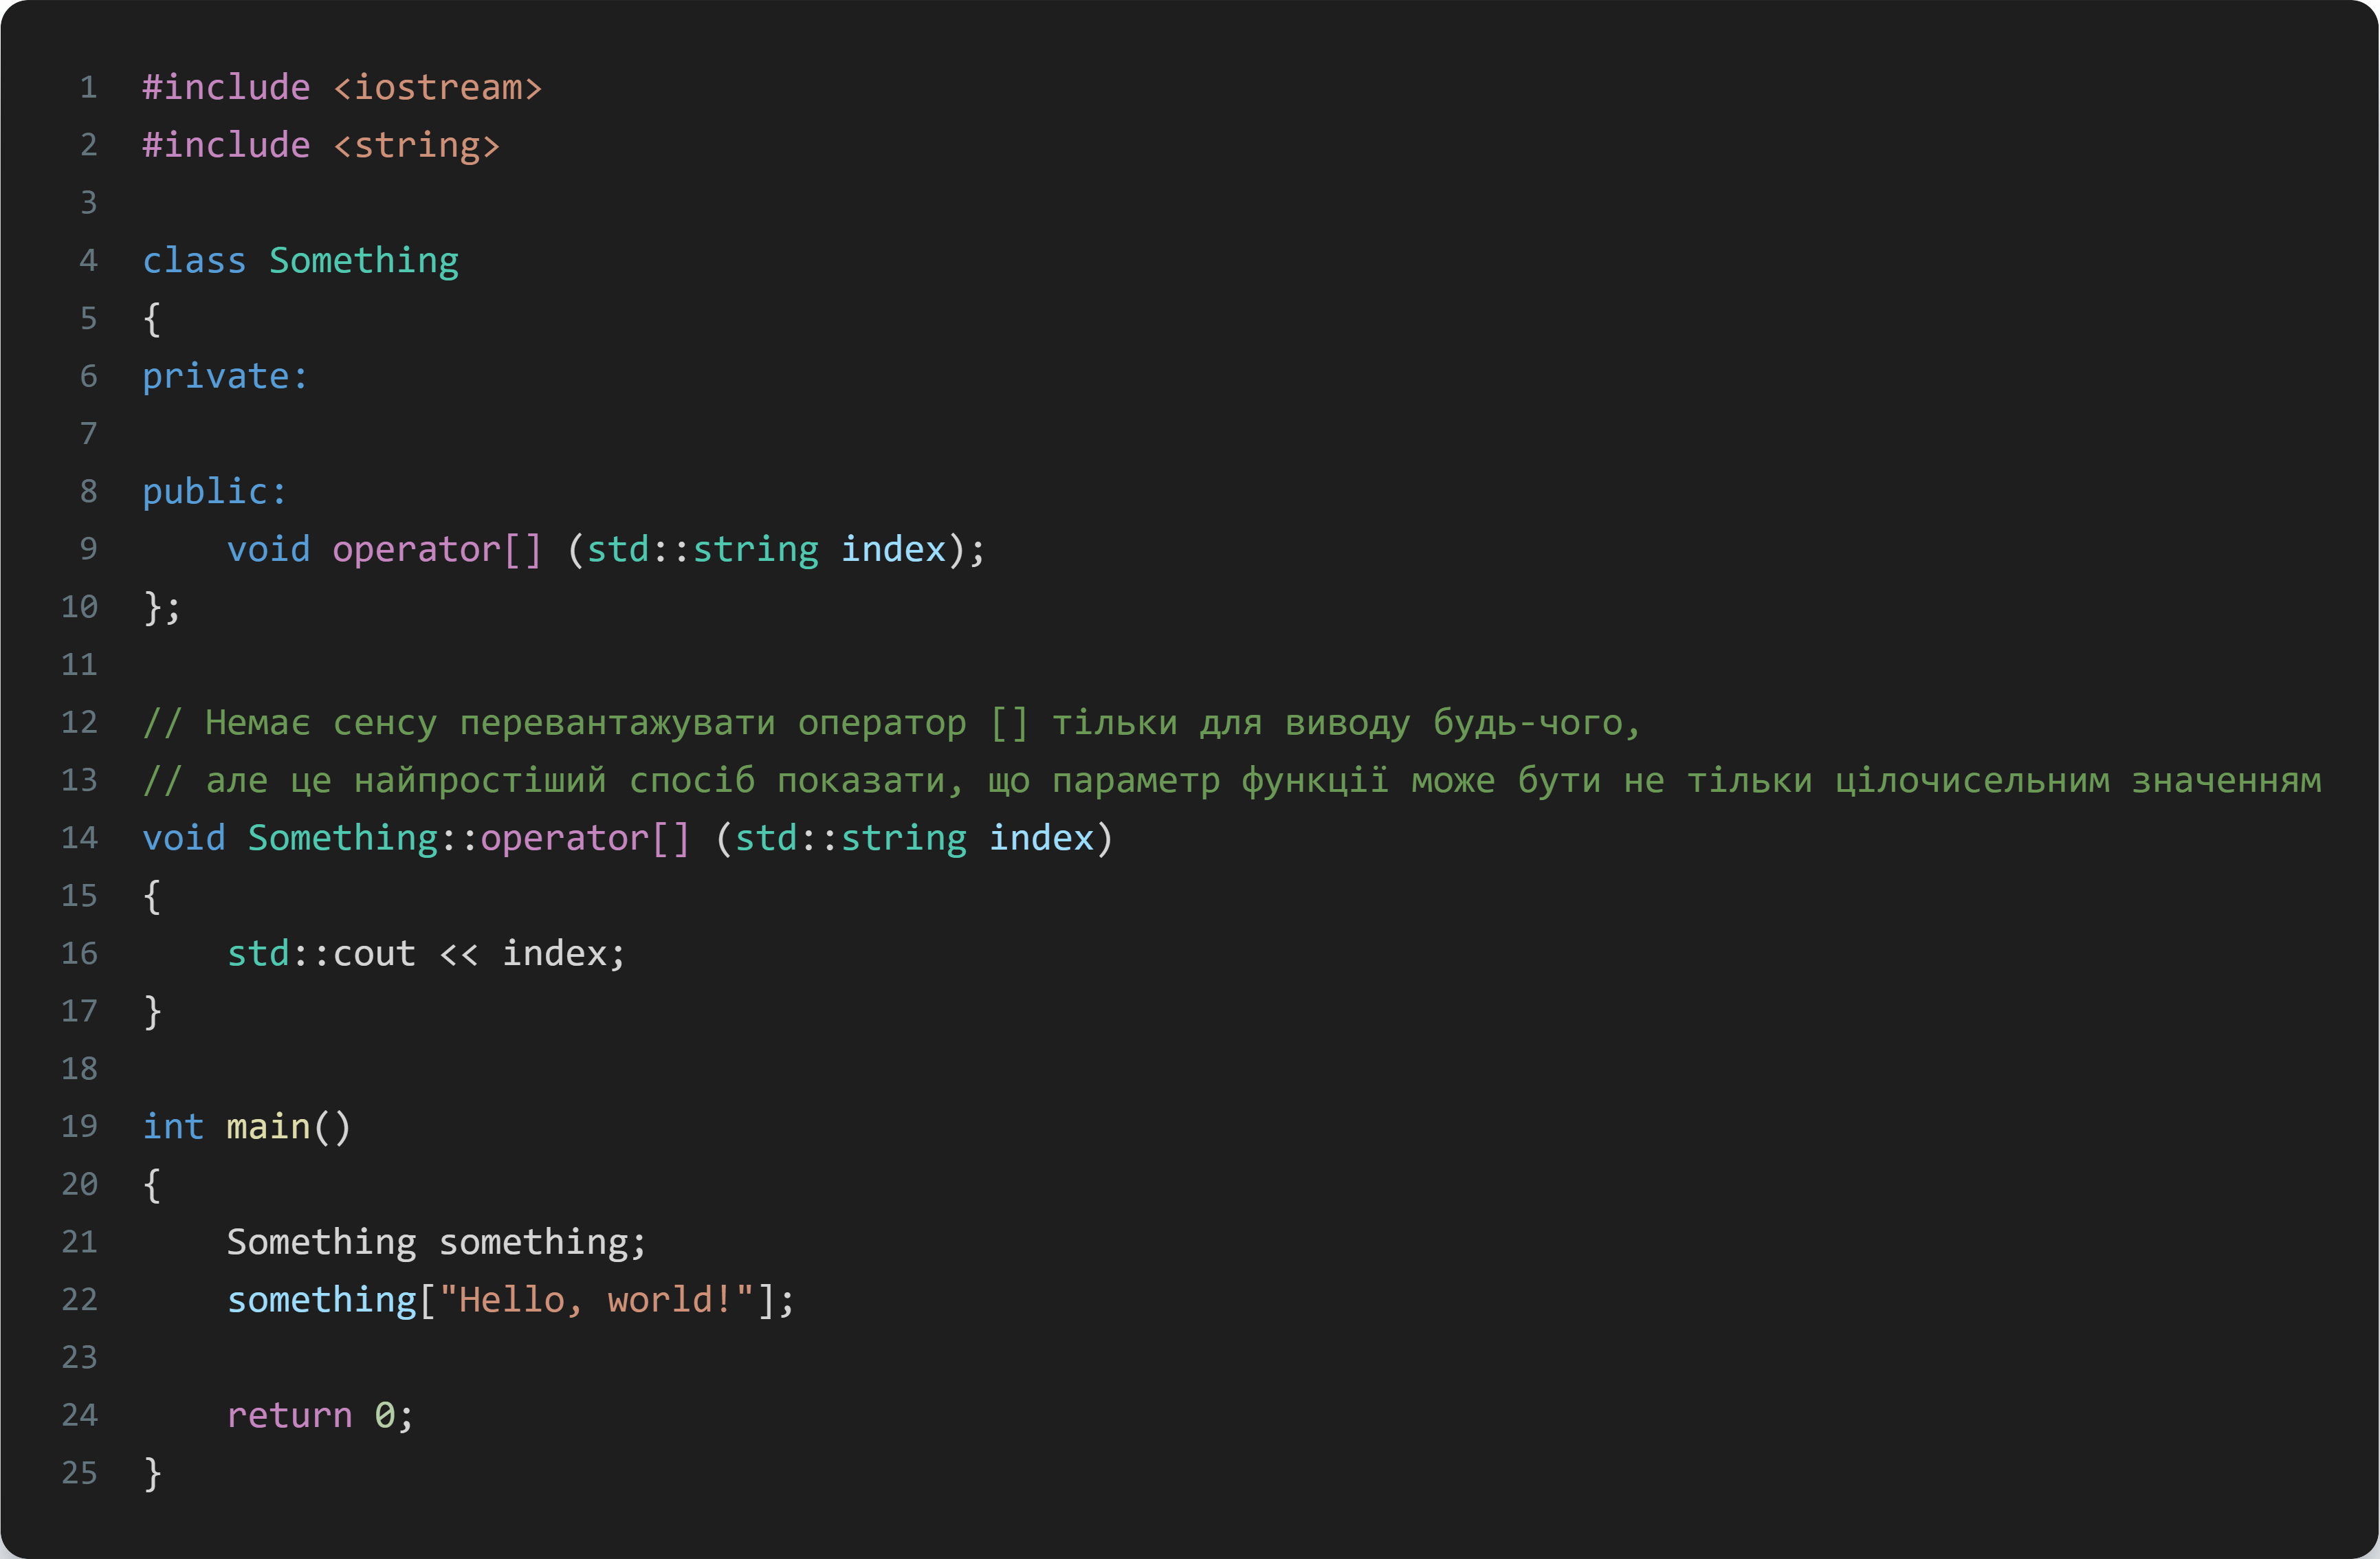 1 #include <iostream>
2 #include <string>
3
4 class Something
5 {
6 private:
7
8 public:
9     void operator[] (std::string index);
10 };
11
12 // Немає сенсу перевантажувати оператор [] тільки для виводу будь-чого,
13 // але це найпростіший спосіб показати, що параметр функції може бути не тільки цілочисельним значенням
14 void Something::operator[] (std::string index)
15 {
16     std::cout << index;
17 }
18
19 int main()
20 {
21     Something something;
22     something["Hello, world!"];
23
24     return 0;
25 }